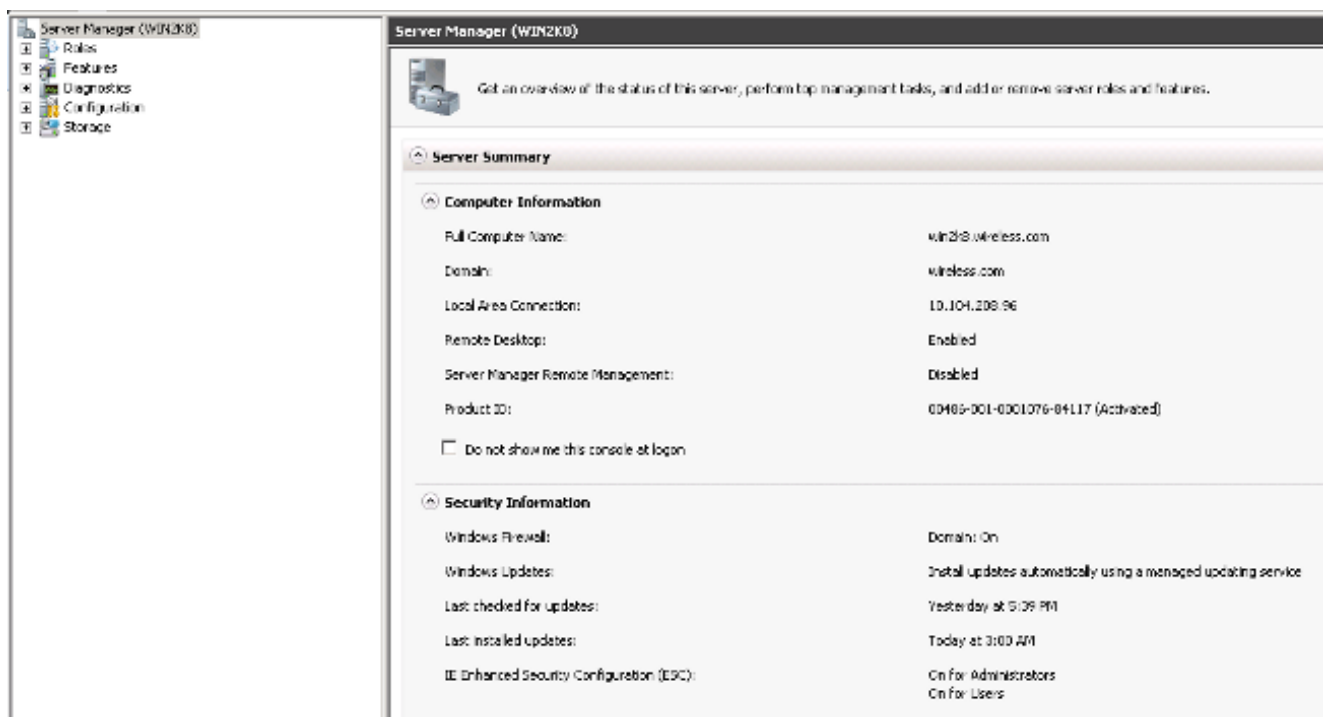 Server Manager (WIN2K8)
Roles
Features
Diagnostics
Configuration
Storage
Server Manager (WIN2K8)
Get an overview of the status of this server, perform top management tasks, and add or remove server roles and features.
Server Summary
Computer Information
Full Computer Name: win2k8.wireless.com
Domain: wireless.com
Local Area Connection: 10.104.208.96
Remote Desktop: Enabled
Server Manager Remote Management: Disabled
Product ID: 00486-001-0001076-84117 (Activated)
Do not show me this console at logon
Security Information
Windows Firewall: Domain: On
Windows Updates: Install updates automatically using a managed updating service
Last checked for updates: Yesterday at 5:39 PM
Last installed updates: Today at 3:00 AM
IE Enhanced Security Configuration (ESC): On for Administrators
On for Users